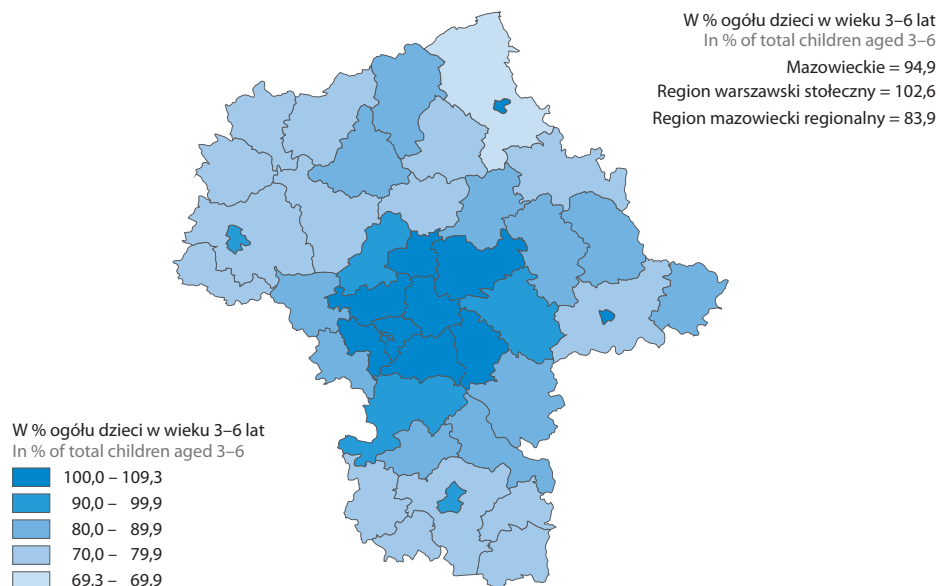 W % ogółu dzieci w wieku 3–6 lat
In % of total children aged 3–6
Mazowieckie = 94,9
Region warszawski stołeczny = 102,6
Region mazowiecki regionalny = 83,9
W % ogółu dzieci w wieku 3–6 lat
In % of total children aged 3–6
100,0 – 109,3
90,0 – 99,9
80,0 – 89,9
70,0 – 79,9
69,3 – 69,9